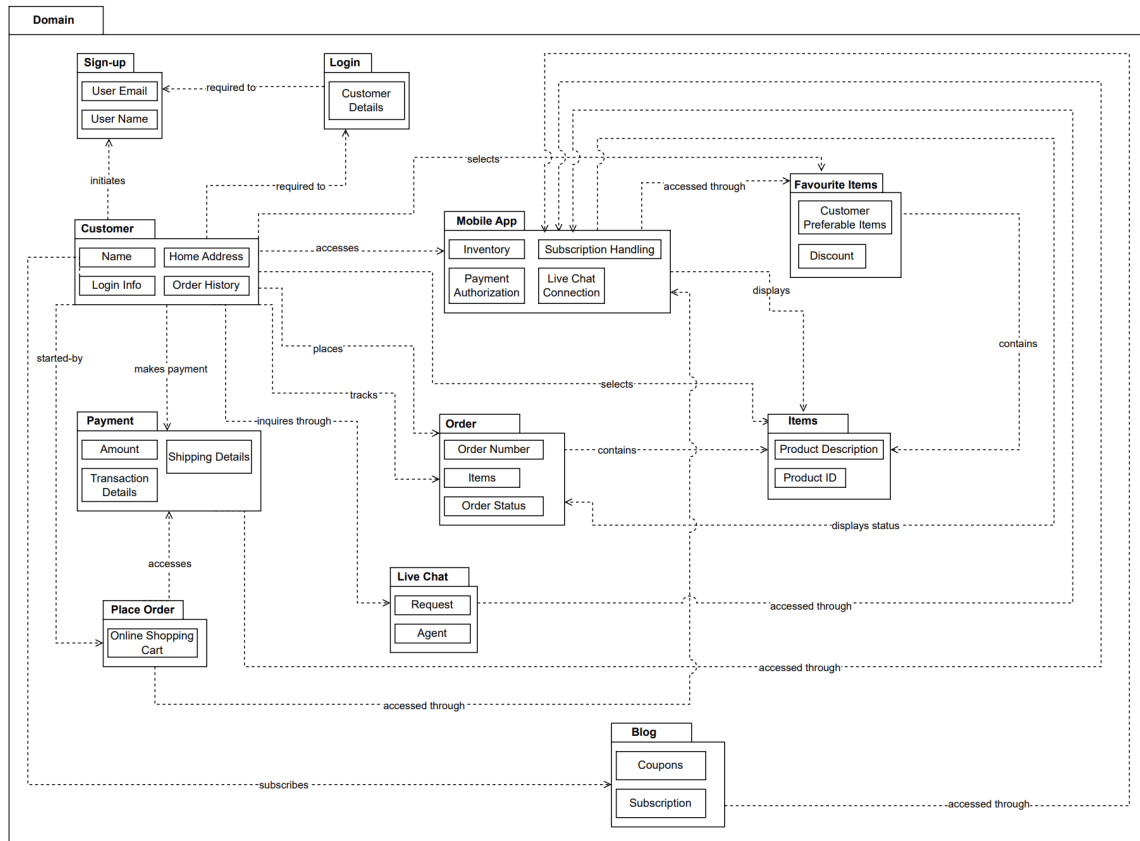 Domain
Sign-up
User Email
User Name
Login
Customer
Details
required to
initiates
required to
selects
accessed through
Favourite Items
Customer
Preferable Items
Discount
Customer
Name
Home Address
Login Info
Order History
accesses
Mobile App
Inventory
Subscription Handling
Payment
Authorization
Live Chat
Connection
displays
started-by
makes payment
places
tracks
selects
contains
Payment
Amount
Shipping Details
Transaction
Details
inquires through
Order
Order Number
Items
Order Status
contains
Items
Product Description
Product ID
displays status
accesses
Live Chat
Request
Agent
accessed through
Place Order
Online Shopping
Cart
accessed through
accessed through
Blog
Coupons
Subscription
subscribes
accessed through